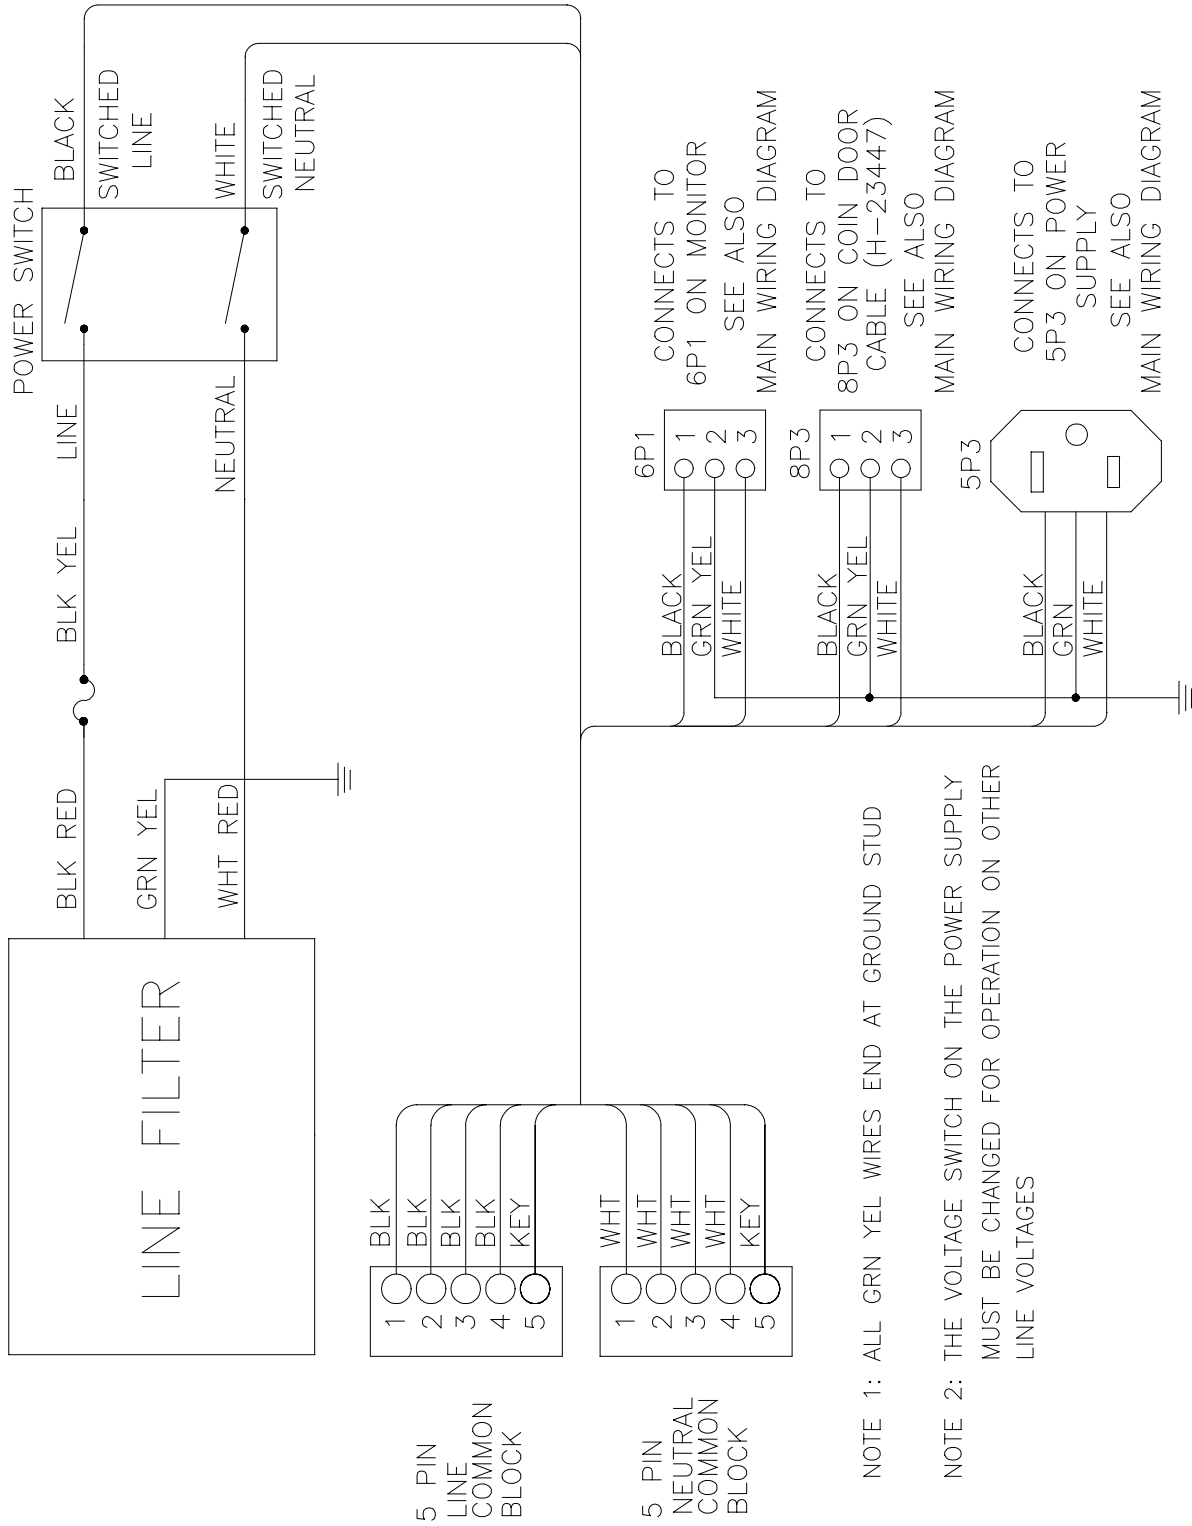 LINE FILTER
BLK RED
GRN YEL
WHT RED
BLK YEL
LINE
NEUTRAL
POWER SWITCH
BLACK
SWITCHED
LINE
WHITE
SWITCHED
NEUTRAL
5 PIN
LINE
COMMON
BLOCK
1
2
3
4
5
BLK
BLK
BLK
BLK
KEY
5 PIN
NEUTRAL
COMMON
BLOCK
1
2
3
4
5
WHT
WHT
WHT
WHT
KEY
6P1
BLACK
GRN YEL
WHITE
1
2
3
CONNECTS TO
6P1 ON MONITOR
SEE ALSO
MAIN WIRING DIAGRAM
8P3
BLACK
GRN YEL
WHITE
1
2
3
CONNECTS TO
8P3 ON COIN DOOR
CABLE (H-23447)
SEE ALSO
MAIN WIRING DIAGRAM
5P3
BLACK
GRN
WHITE
CONNECTS TO
5P3 ON POWER
SUPPLY
SEE ALSO
MAIN WIRING DIAGRAM
NOTE 1: ALL GRN YEL WIRES END AT GROUND STUD
NOTE 2: THE VOLTAGE SWITCH ON THE POWER SUPPLY
MUST BE CHANGED FOR OPERATION ON OTHER
LINE VOLTAGES